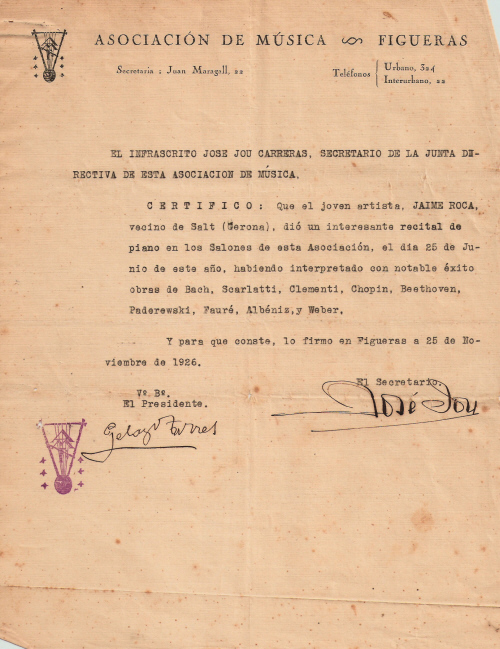 ASOCIACIÓN DE MÚSICA ~ FIGUERAS
Secretaria : Juan Maragall, 22
Teléfonos
Urbano, 324
Interurbano, 22
EL INFRASCRITO JOSE JOU CARRERAS, SECRETARIO DE LA JUNTA DI-
RECTIVA DE ESTA ASOCIACION DE MÚSICA.
C E R T I F I C O : Que el joven artista, JAIME ROCA,
vecino de Salt (Gerona), dió un interesante recital de
piano en los Salones de esta Asociación, el dia 25 de Ju-
nio de este año, habiendo interpretado con notable éxito
obras de Bach, Scarlatti, Clementi, Chopin, Beethoven,
Paderewski, Fauré, Albéniz,y Weber.
Y para que conste, lo firmo en Figueras a 25 de No-
viembre de 1926.
El Secretario.
Vº Bº.
El Presidente.
José Jou